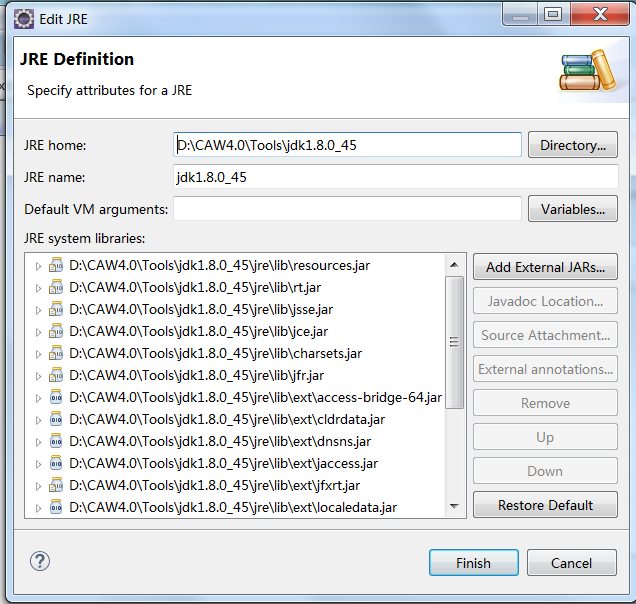 Edit JRE
JRE Definition
Specify attributes for a JRE
JRE home: D:\CAW4.0\Tools\jdk1.8.0_45 Directory...
JRE name: jdk1.8.0_45
Default VM arguments: Variables...
JRE system libraries:
D:\CAW4.0\Tools\jdk1.8.0_45\jre\lib\resources.jar Add External JARs...
D:\CAW4.0\Tools\jdk1.8.0_45\jre\lib\rt.jar
D:\CAW4.0\Tools\jdk1.8.0_45\jre\lib\jsse.jar Javadoc Location...
D:\CAW4.0\Tools\jdk1.8.0_45\jre\lib\jce.jar Source Attachment...
D:\CAW4.0\Tools\jdk1.8.0_45\jre\lib\charsets.jar
D:\CAW4.0\Tools\jdk1.8.0_45\jre\lib\jfr.jar External annotations...
D:\CAW4.0\Tools\jdk1.8.0_45\jre\lib\ext\access-bridge-64.jar Remove
D:\CAW4.0\Tools\jdk1.8.0_45\jre\lib\ext\cldrdata.jar
D:\CAW4.0\Tools\jdk1.8.0_45\jre\lib\ext\dnsns.jar Up
D:\CAW4.0\Tools\jdk1.8.0_45\jre\lib\ext\jaccess.jar Down
D:\CAW4.0\Tools\jdk1.8.0_45\jre\lib\ext\jfxrt.jar
D:\CAW4.0\Tools\jdk1.8.0_45\jre\lib\ext\localedata.jar Restore Default
? Finish Cancel